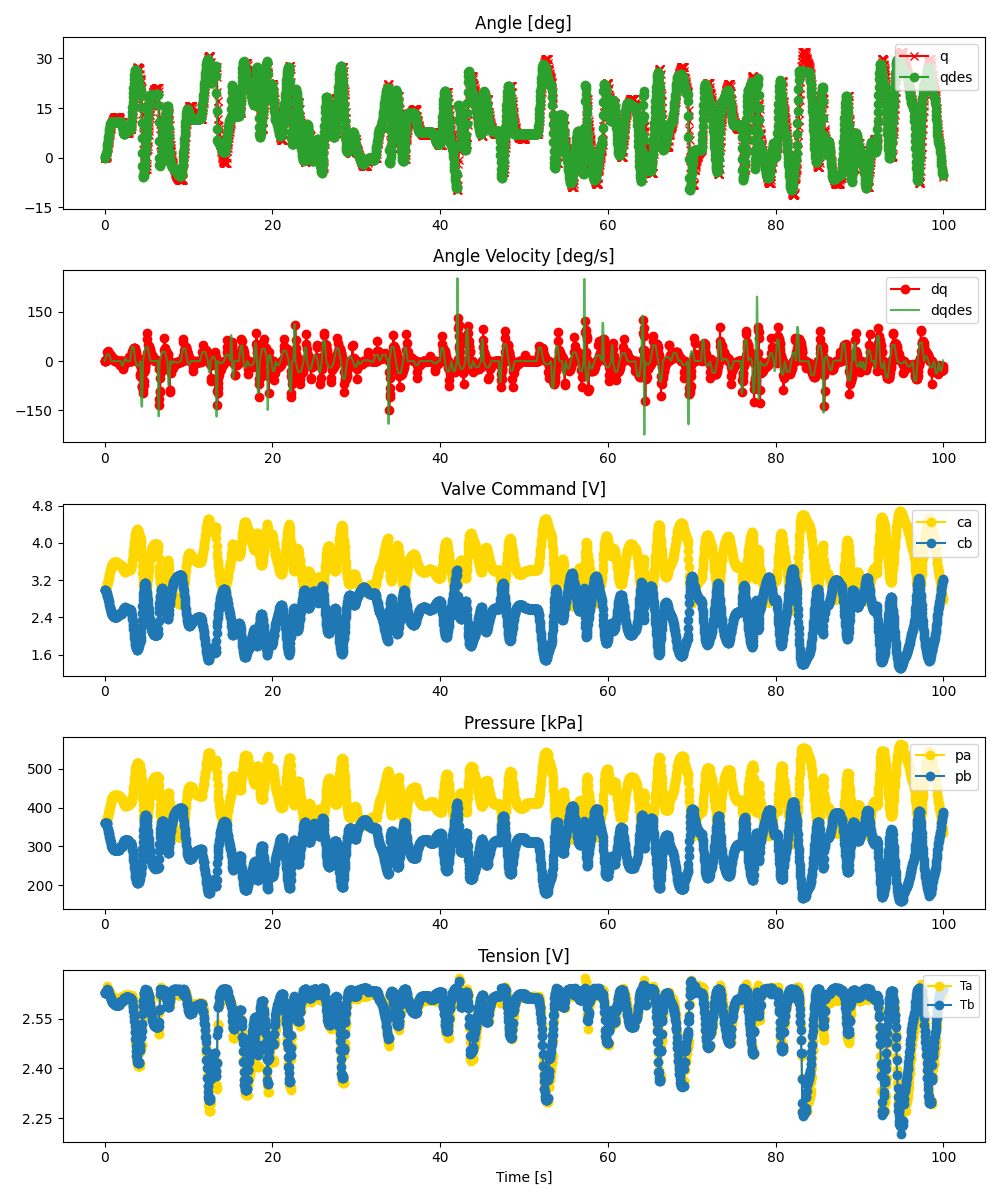 Angle [deg]
30
15
0
−15
q
qdes
0 20 40 60 80 100
Angle Velocity [deg/s]
150
0
−150
dq
dqdes
0 20 40 60 80 100
Valve Command [V]
4.8
4.0
3.2
2.4
1.6
ca
cb
0 20 40 60 80 100
Pressure [kPa]
500
400
300
200
pa
pb
0 20 40 60 80 100
Tension [V]
2.55
2.40
2.25
Ta
Tb
0 20 40 60 80 100
Time [s]